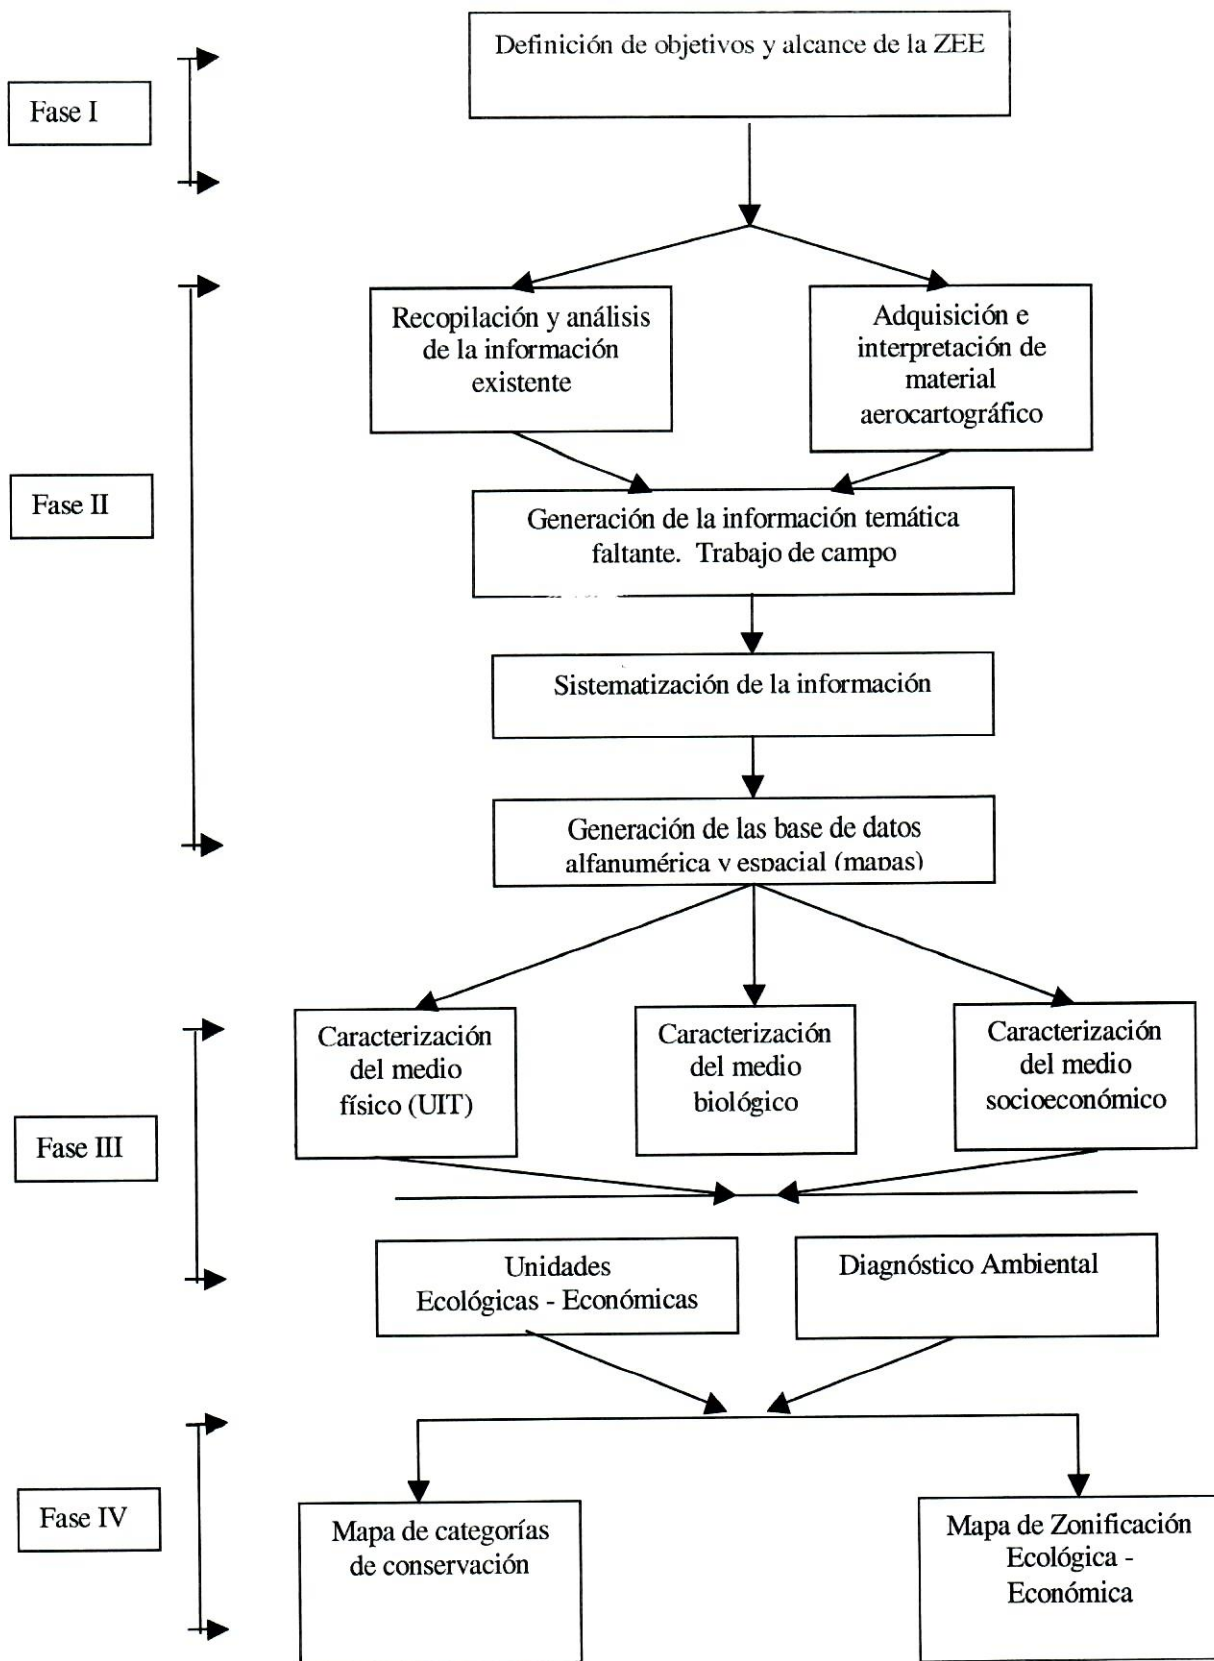 Definición de objetivos y alcance de la ZEE
Fase I
Recopilación y análisis
de la información
existente
Adquisición e
interpretación de
material
aerocartográfico
Fase II
Generación de la información temática
faltante. Trabajo de campo
Sistematización de la información
Generación de las base de datos
alfanumérica y espacial (mapas)
Caracterización
del medio
físico (UIT)
Caracterización
del medio
biológico
Caracterización
del medio
socioeconómico
Fase III
Unidades
Ecológicas - Económicas
Diagnóstico Ambiental
Fase IV
Mapa de categorías
de conservación
Mapa de Zonificación
Ecológica -
Económica